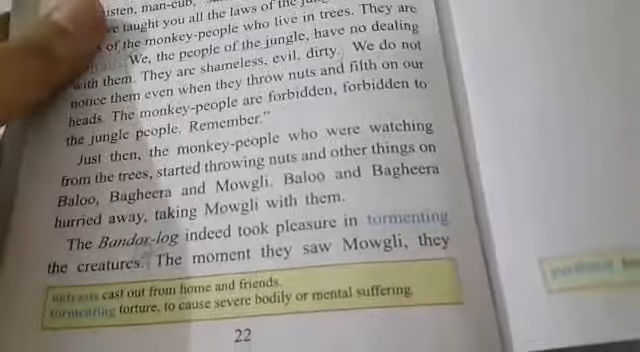 listen, man-cub,
ve taught you all the laws of the
of the monkey-people who live in trees. They are
We, the people of the jungle, have no dealing
with them. They are shameless, evil, dirty. We do not
notice them even when they throw nuts and filth on our
heads. The monkey-people are forbidden, forbidden to
the jungle people. Remember."
Just then, the monkey-people who were watching
from the trees, started throwing nuts and other things on
Baloo, Bagheera and Mowgli. Baloo and Bagheera
hurried away, taking Mowgli with them.
The Bandar-log indeed took pleasure in tormenting
the creatures. The moment they saw Mowgli, they
outcasts cast out from home and friends.
tormenting torture, to cause severe bodily or mental suffering.
22